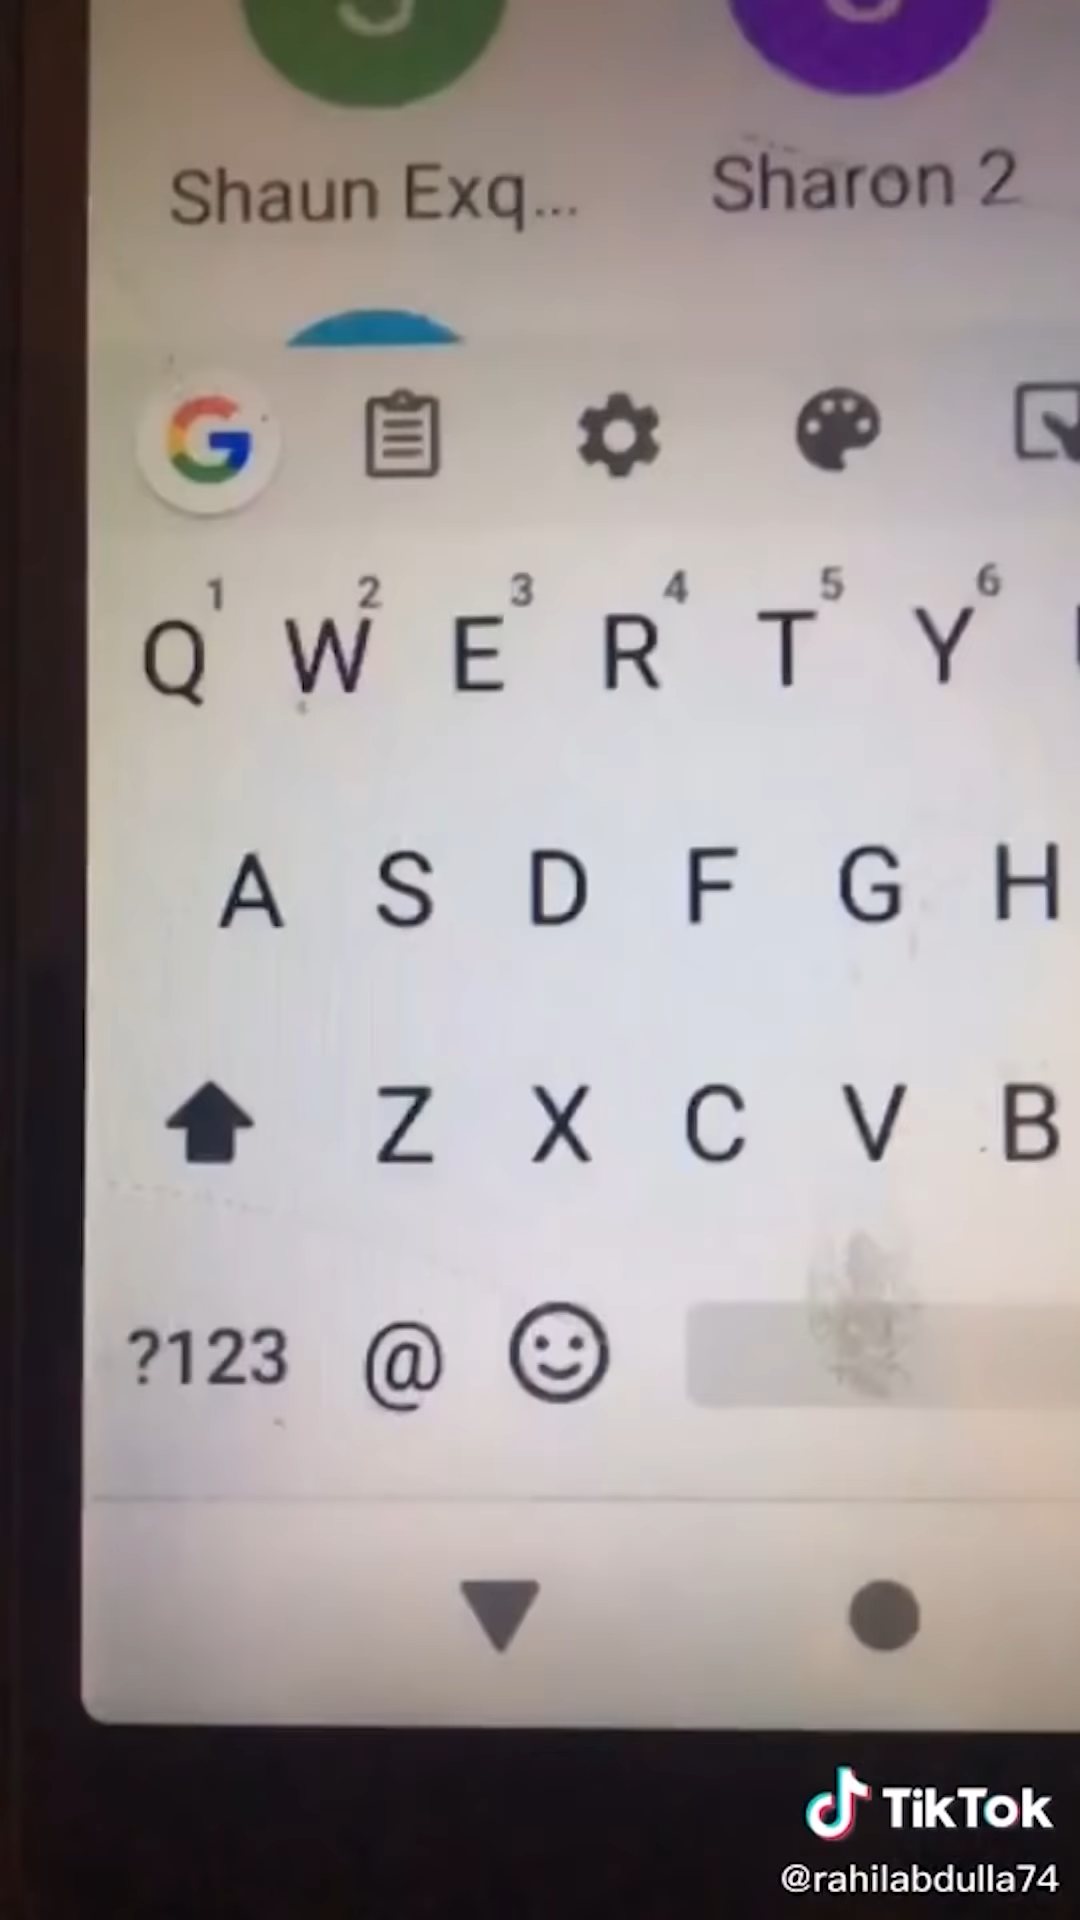 Shaun Exq... Sharon 2
G
1 2 3 4 5 6
Q W E R T Y
A S D F G H
Z X C V B
?123 @
TikTok
@rahilabdulla74